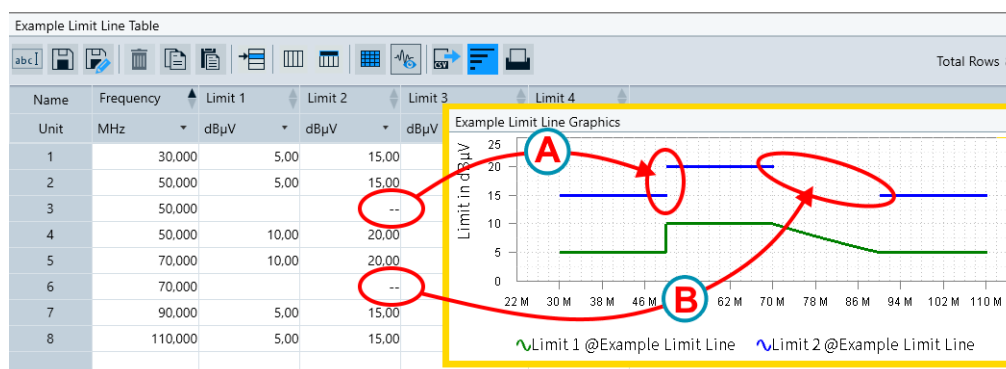 Example Limit Line Table
abc
CSV
Total Rows
Name Frequency Limit 1 Limit 2 Limit 3 Limit 4
Unit MHz dBµV dBµV dBµV
1 30,000 5,00 15,00
2 50,000 5,00 15,00
3 50,000 --
4 50,000 10,00 20,00
5 70,000 10,00 20,00
6 70,000 --
7 90,000 5,00 15,00
8 110,000 5,00 15,00
Example Limit Line Graphics
Limit in dBµV
25
20
15
10
5
0
22 M 30 M 38 M 46 M 62 M 70 M 78 M 86 M 94 M 102 M 110 M
A
B
Limit 1 @Example Limit Line Limit 2 @Example Limit Line